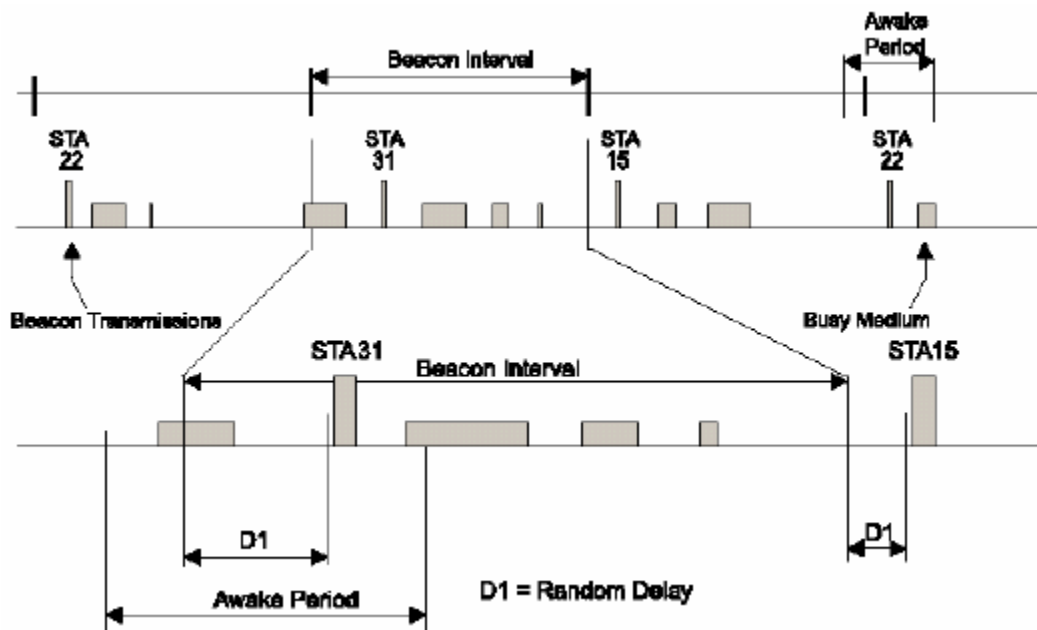 Awake
Period
Beacon Interval
STA
22
STA
31
STA
15
STA
22
Beacon Transmissions
Busy Medium
STA31
STA15
Beacon Interval
D1
D1
Awake Period
D1 = Random Delay